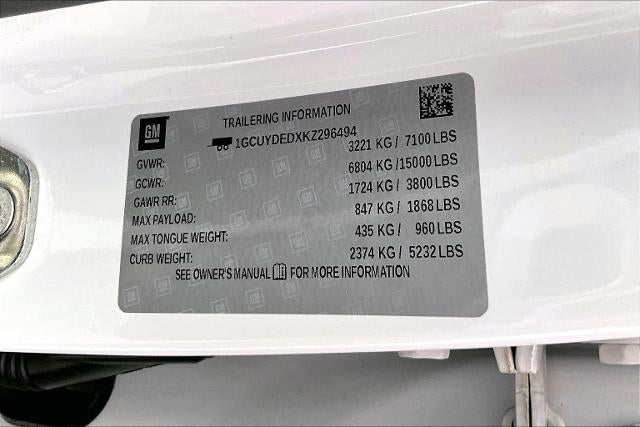 GM
TRAILERING INFORMATION
1GCUYDEDXKZ296494
GVWR: 3221 KG / 7100 LBS
GCWR: 6804 KG /15000 LBS
GAWR RR: 1724 KG / 3800 LBS
MAX PAYLOAD: 847 KG / 1868 LBS
MAX TONGUE WEIGHT: 435 KG / 960 LBS
CURB WEIGHT: 2374 KG / 5232 LBS
SEE OWNER'S MANUAL FOR MORE INFORMATION